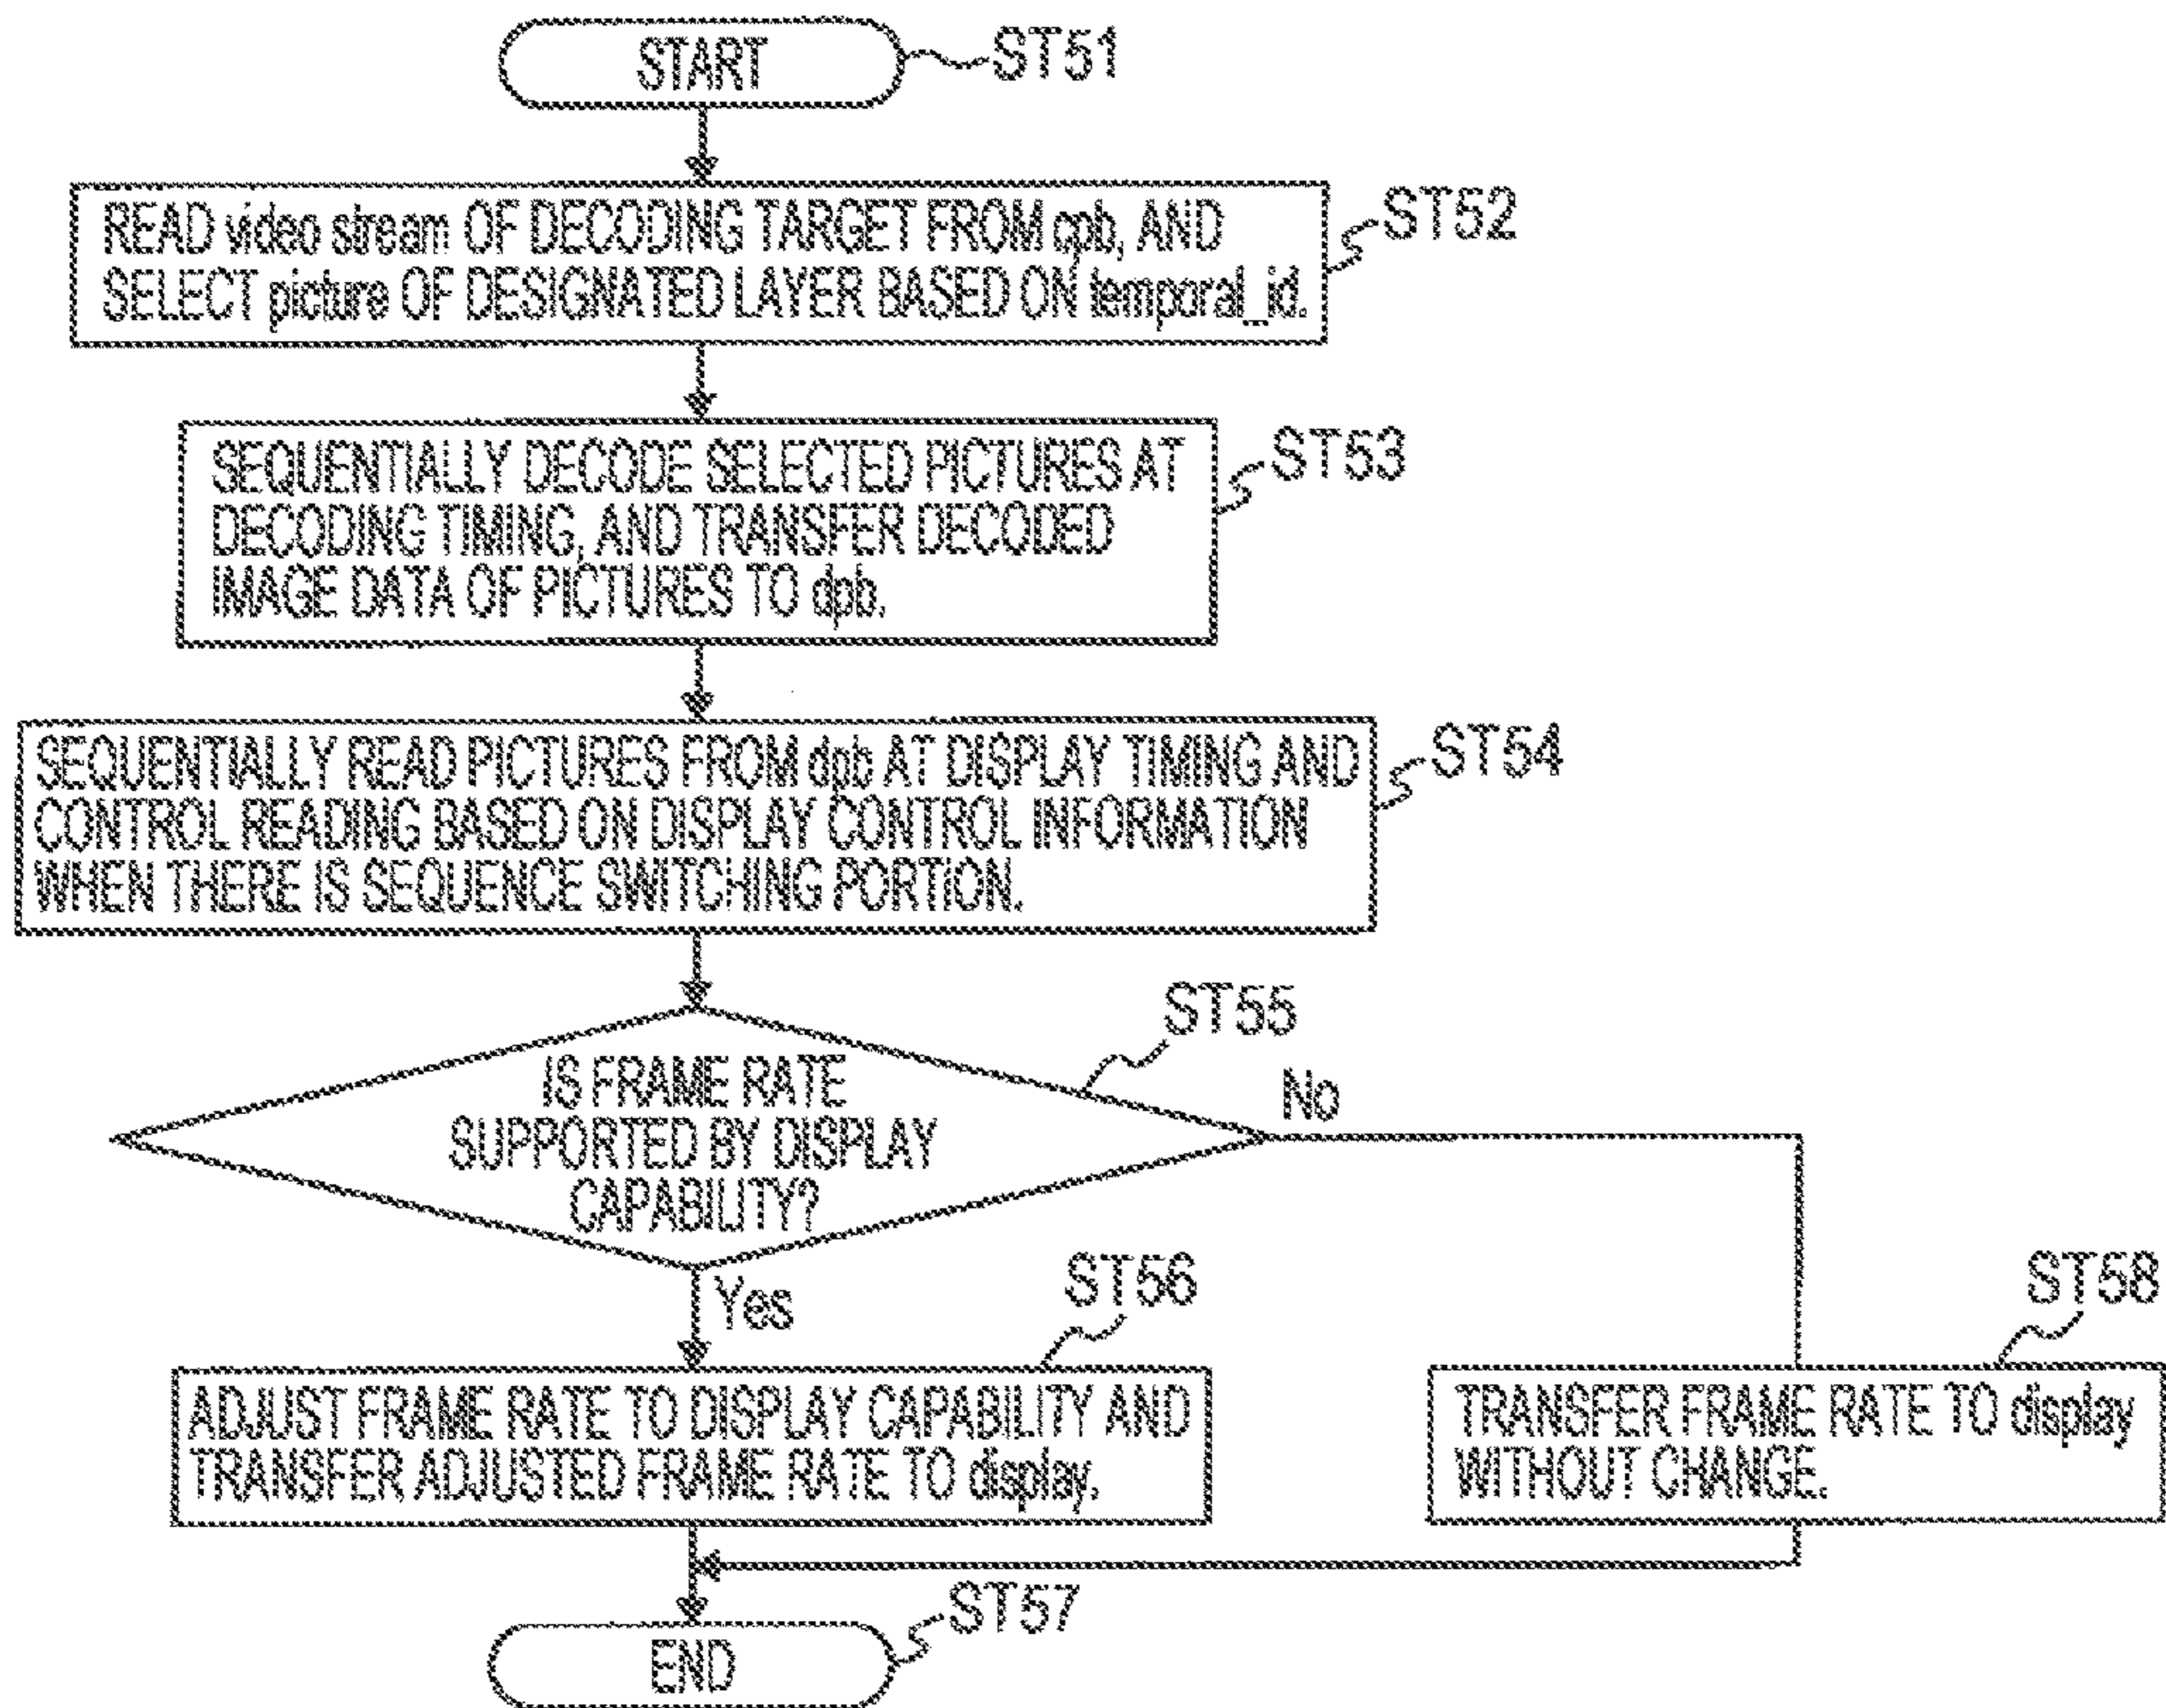 START
ST51
READ video stream OF DECODING TARGET FROM cpb, AND
SELECT picture OF DESIGNATED LAYER BASED ON temporal_id.
ST52
SEQUENTIALLY DECODE SELECTED PICTURES AT
DECODING TIMING, AND TRANSFER DECODED
IMAGE DATA OF PICTURES TO dpb.
ST53
SEQUENTIALLY READ PICTURES FROM dpb AT DISPLAY TIMING AND
CONTROL READING BASED ON DISPLAY CONTROL INFORMATION
WHEN THERE IS SEQUENCE SWITCHING PORTION.
ST54
IS FRAME RATE
SUPPORTED BY DISPLAY
CAPABILITY?
ST55
No
Yes
ST56
ADJUST FRAME RATE TO DISPLAY CAPABILITY AND
TRANSFER ADJUSTED FRAME RATE TO display.
ST58
TRANSFER FRAME RATE TO display
WITHOUT CHANGE.
END
ST57